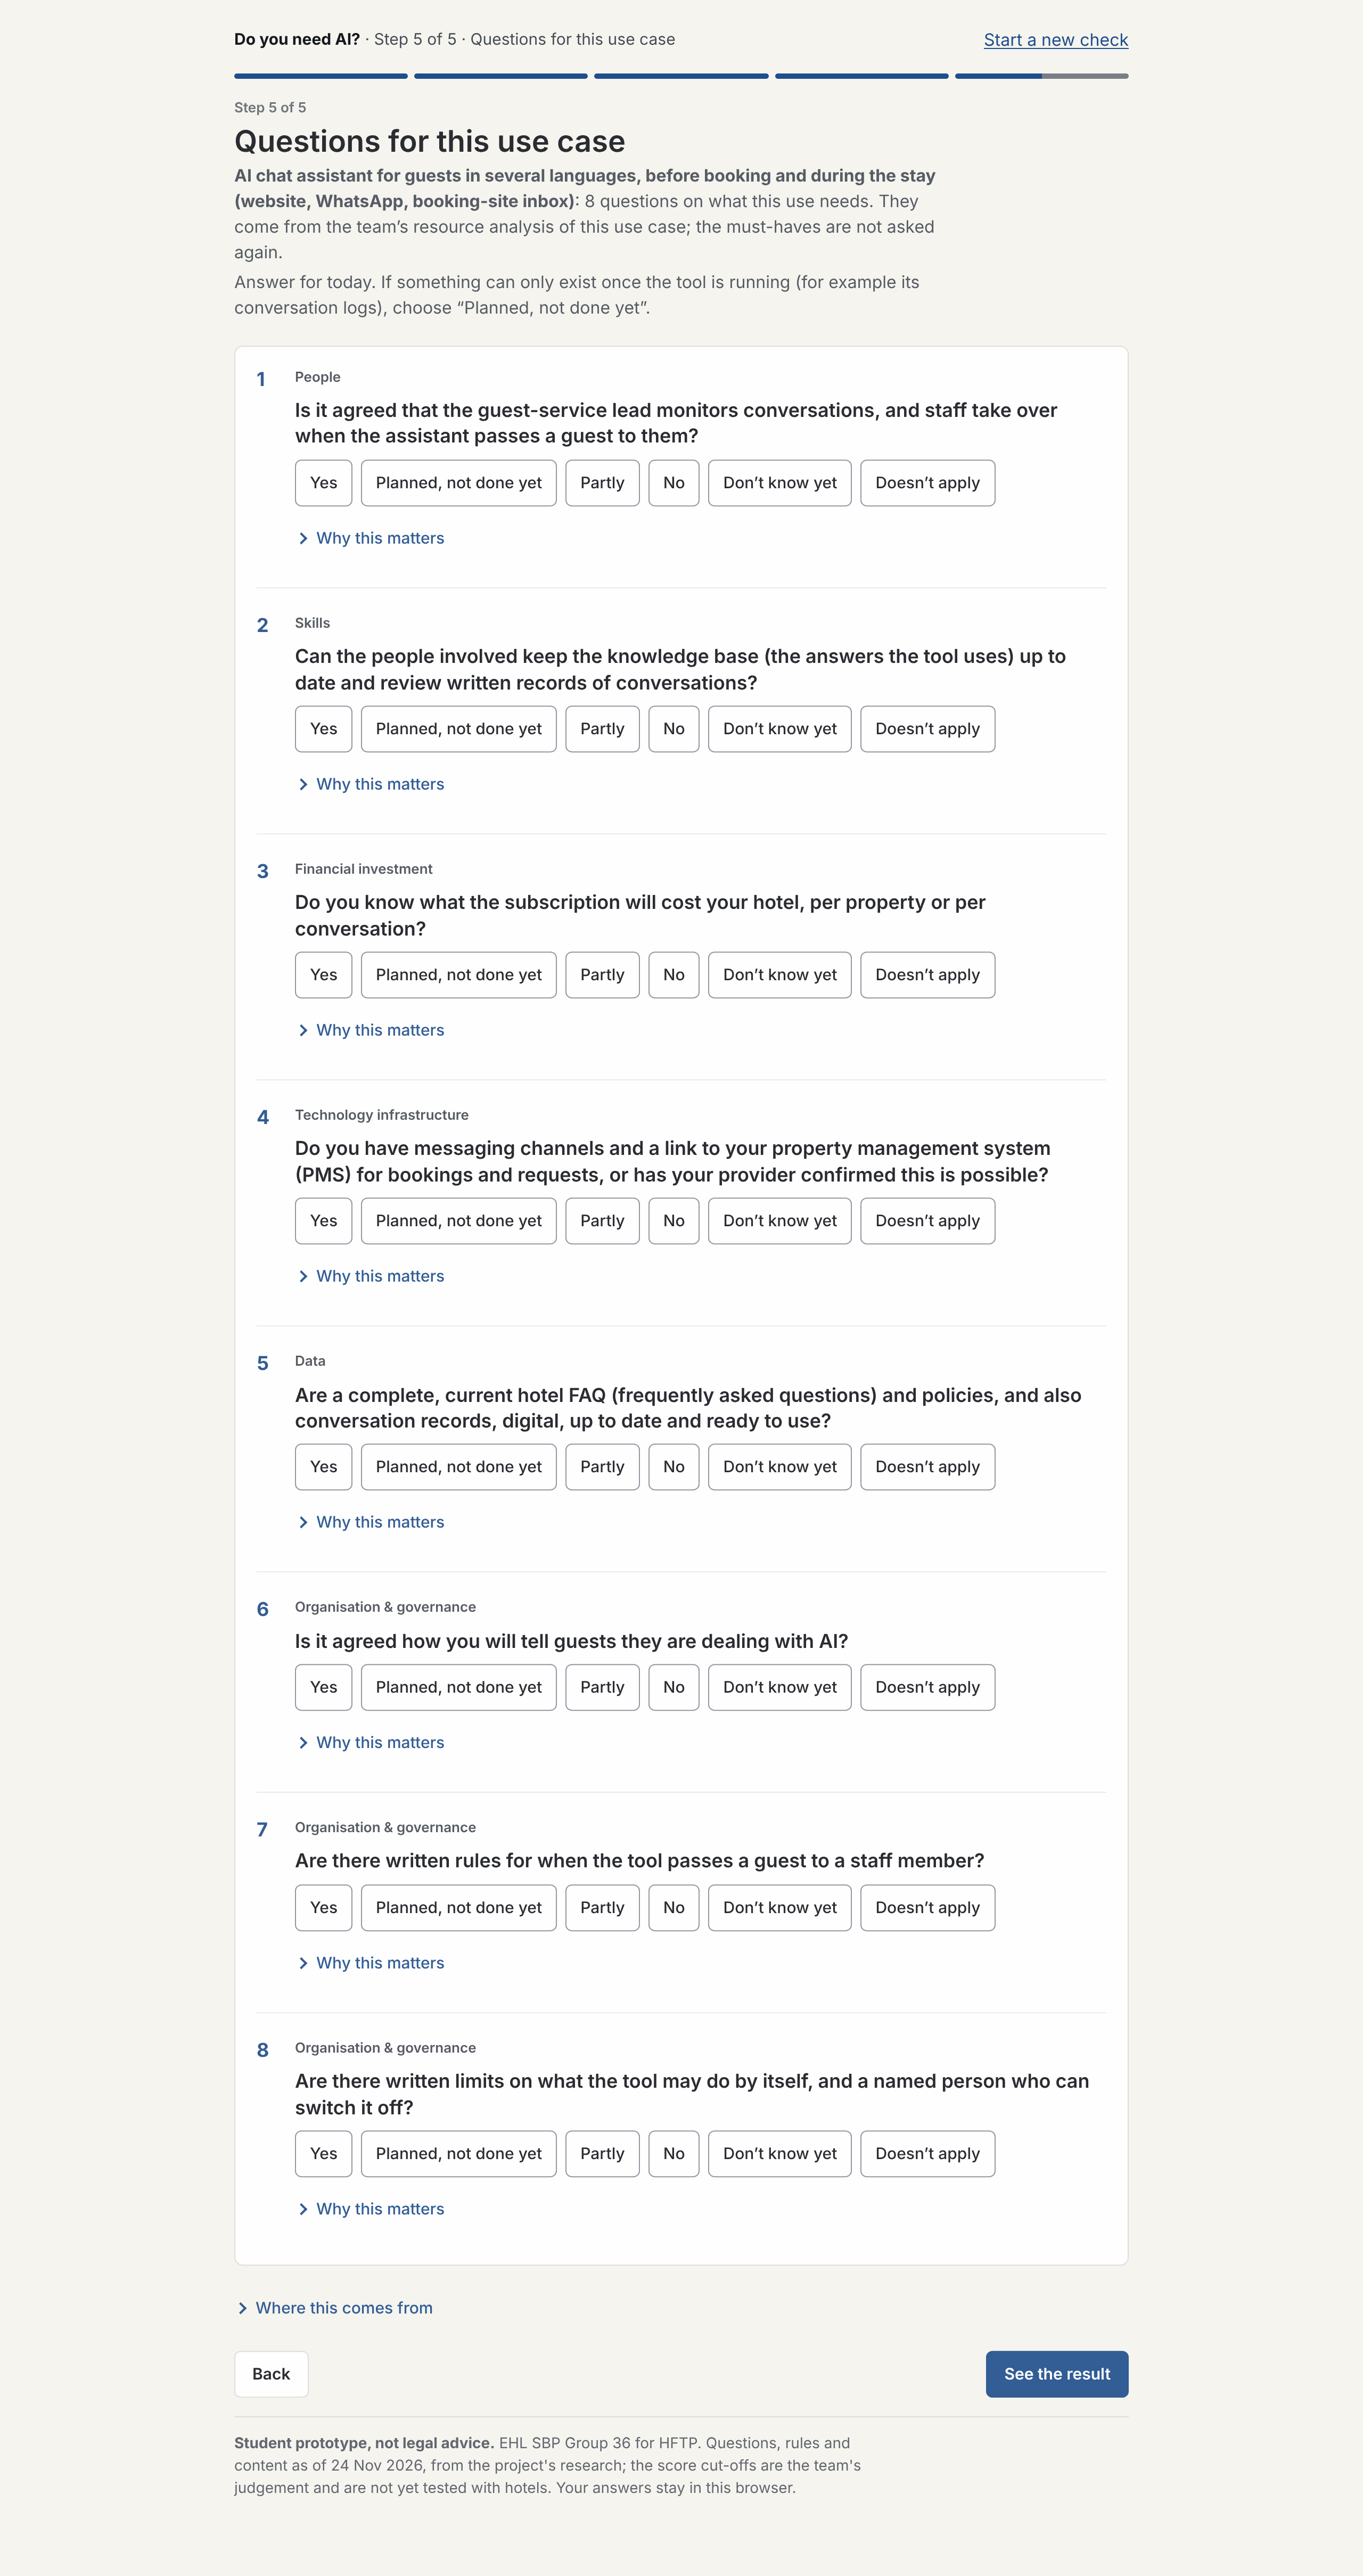 Do you need AI? · Step 5 of 5 · Questions for this use case
Start a new check
Step 5 of 5
Questions for this use case
AI chat assistant for guests in several languages, before booking and during the stay
(website, WhatsApp, booking-site inbox): 8 questions on what this use needs. They
come from the team’s resource analysis of this use case; the must-haves are not asked
again.
Answer for today. If something can only exist once the tool is running (for example its
conversation logs), choose “Planned, not done yet”.
1 People
Is it agreed that the guest-service lead monitors conversations, and staff take over
when the assistant passes a guest to them?
Yes Planned, not done yet Partly No Don’t know yet Doesn’t apply
Why this matters
2 Skills
Can the people involved keep the knowledge base (the answers the tool uses) up to
date and review written records of conversations?
Yes Planned, not done yet Partly No Don’t know yet Doesn’t apply
Why this matters
3 Financial investment
Do you know what the subscription will cost your hotel, per property or per
conversation?
Yes Planned, not done yet Partly No Don’t know yet Doesn’t apply
Why this matters
4 Technology infrastructure
Do you have messaging channels and a link to your property management system
(PMS) for bookings and requests, or has your provider confirmed this is possible?
Yes Planned, not done yet Partly No Don’t know yet Doesn’t apply
Why this matters
5 Data
Are a complete, current hotel FAQ (frequently asked questions) and policies, and also
conversation records, digital, up to date and ready to use?
Yes Planned, not done yet Partly No Don’t know yet Doesn’t apply
Why this matters
6 Organisation & governance
Is it agreed how you will tell guests they are dealing with AI?
Yes Planned, not done yet Partly No Don’t know yet Doesn’t apply
Why this matters
7 Organisation & governance
Are there written rules for when the tool passes a guest to a staff member?
Yes Planned, not done yet Partly No Don’t know yet Doesn’t apply
Why this matters
8 Organisation & governance
Are there written limits on what the tool may do by itself, and a named person who can
switch it off?
Yes Planned, not done yet Partly No Don’t know yet Doesn’t apply
Why this matters
Where this comes from
Back
See the result
Student prototype, not legal advice. EHL SBP Group 36 for HFTP. Questions, rules and
content as of 24 Nov 2026, from the project's research; the score cut-offs are the team's
judgement and are not yet tested with hotels. Your answers stay in this browser.